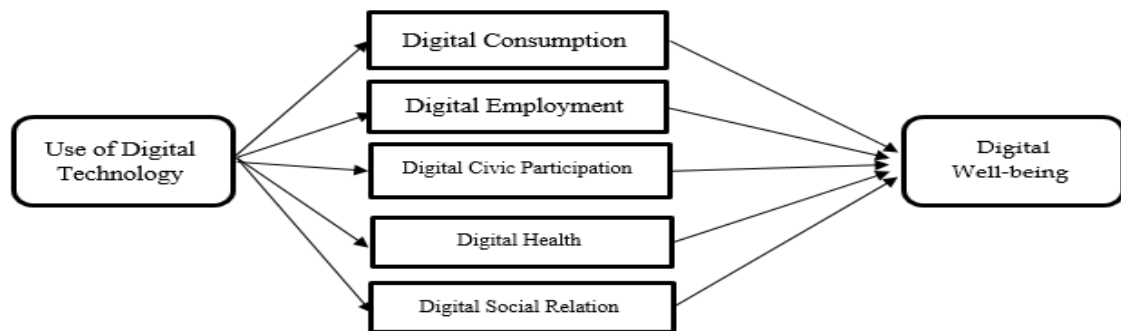 Use of Digital
Technology
Digital Consumption
Digital Employment
Digital Civic Participation
Digital Health
Digital Social Relation
Digital
Well-being